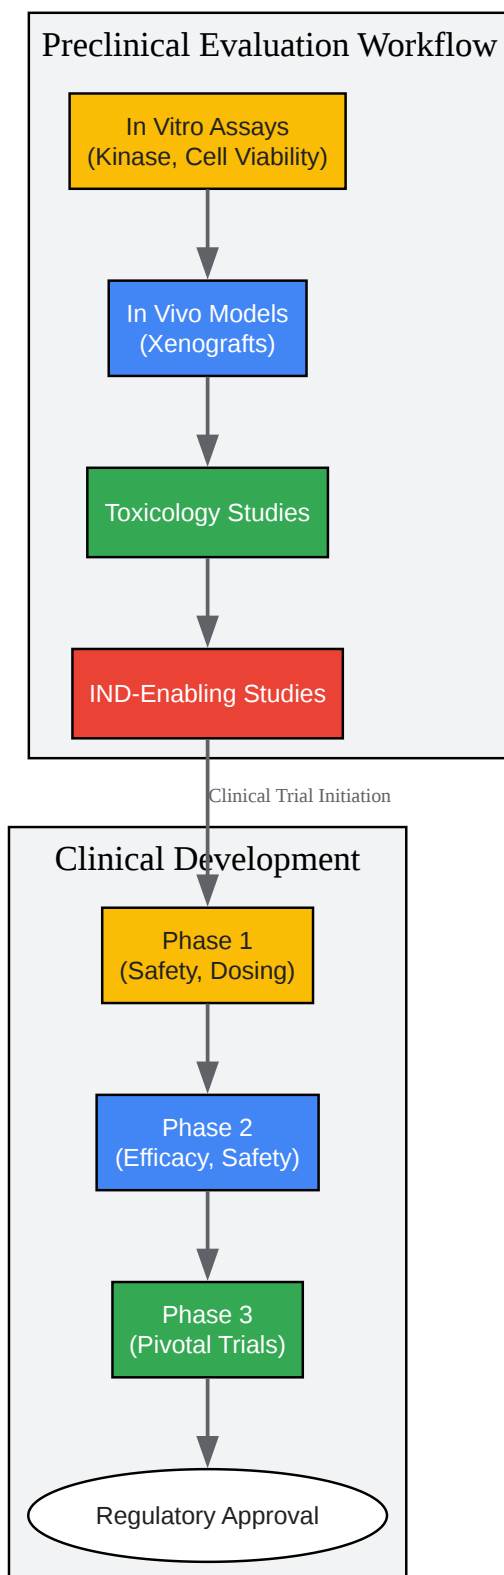 Preclinical Evaluation Workflow
In Vitro Assays
(Kinase, Cell Viability)
In Vivo Models
(Xenografts)
Toxicology Studies
IND-Enabling Studies
Clinical Trial Initiation
Clinical Development
Phase 1
(Safety, Dosing)
Phase 2
(Efficacy, Safety)
Phase 3
(Pivotal Trials)
Regulatory Approval